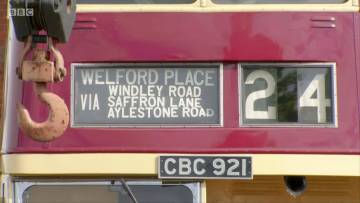 BBC
WELFORD PLACE
WINDLEY ROAD
VIA SAFFRON LANE
AYLESTONE ROAD
24
CBC 921